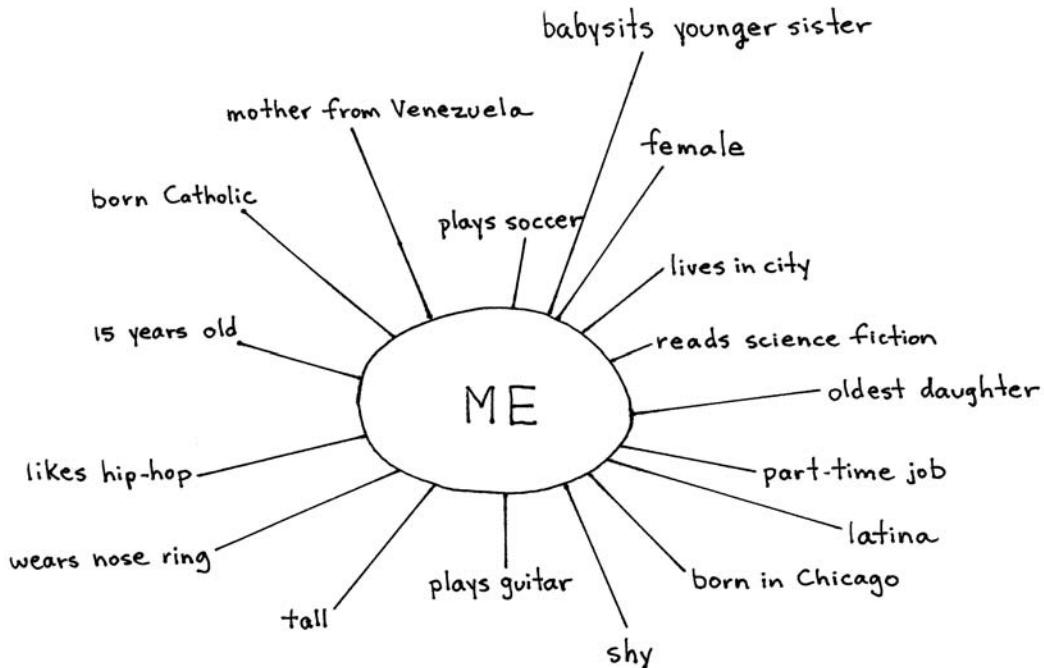 babysits younger sister
mother from Venezuela
female
born Catholic
plays soccer
lives in city
15 years old
reads science fiction
ME
oldest daughter
likes hip-hop
part-time job
latina
wears nose ring
plays guitar
born in Chicago
tall
shy